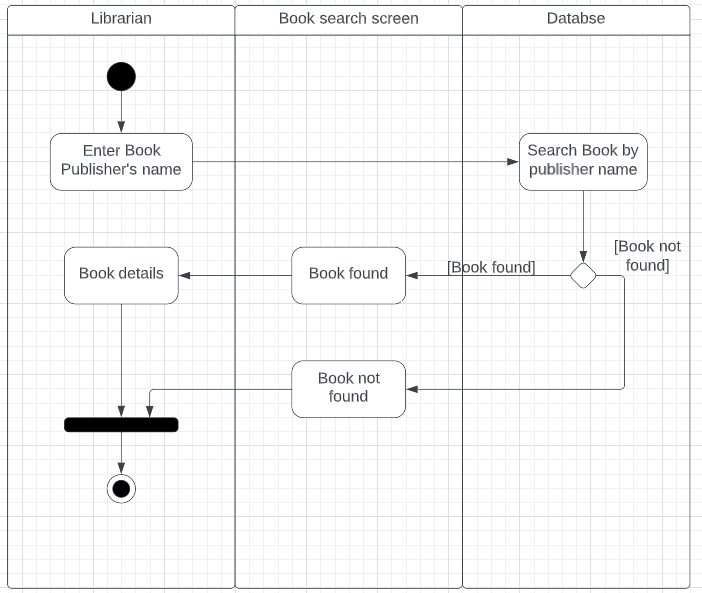 Librarian
Book search screen
Databse
Enter Book
Publisher's name
Search Book by
publisher name
Book details
Book found
[Book found]
[Book not
found]
Book not
found